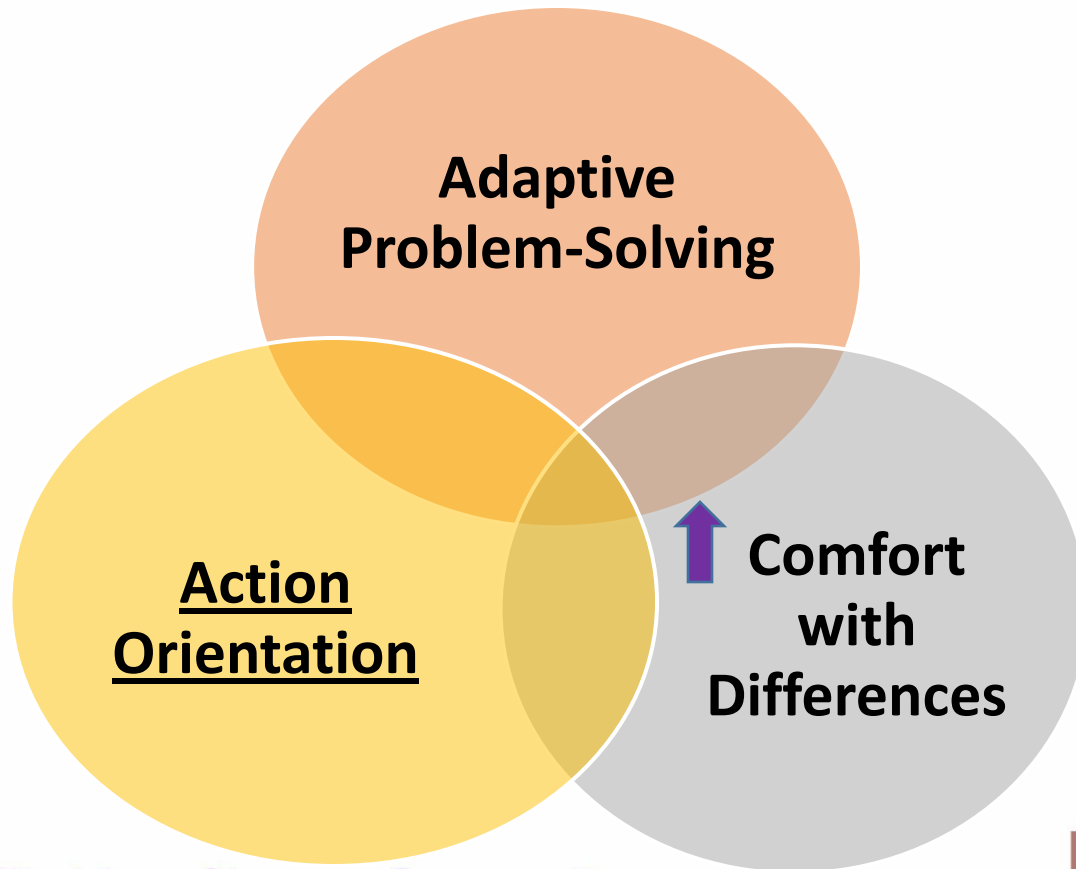 Adaptive
Problem-Solving
Action
Orientation
Comfort
with
Differences